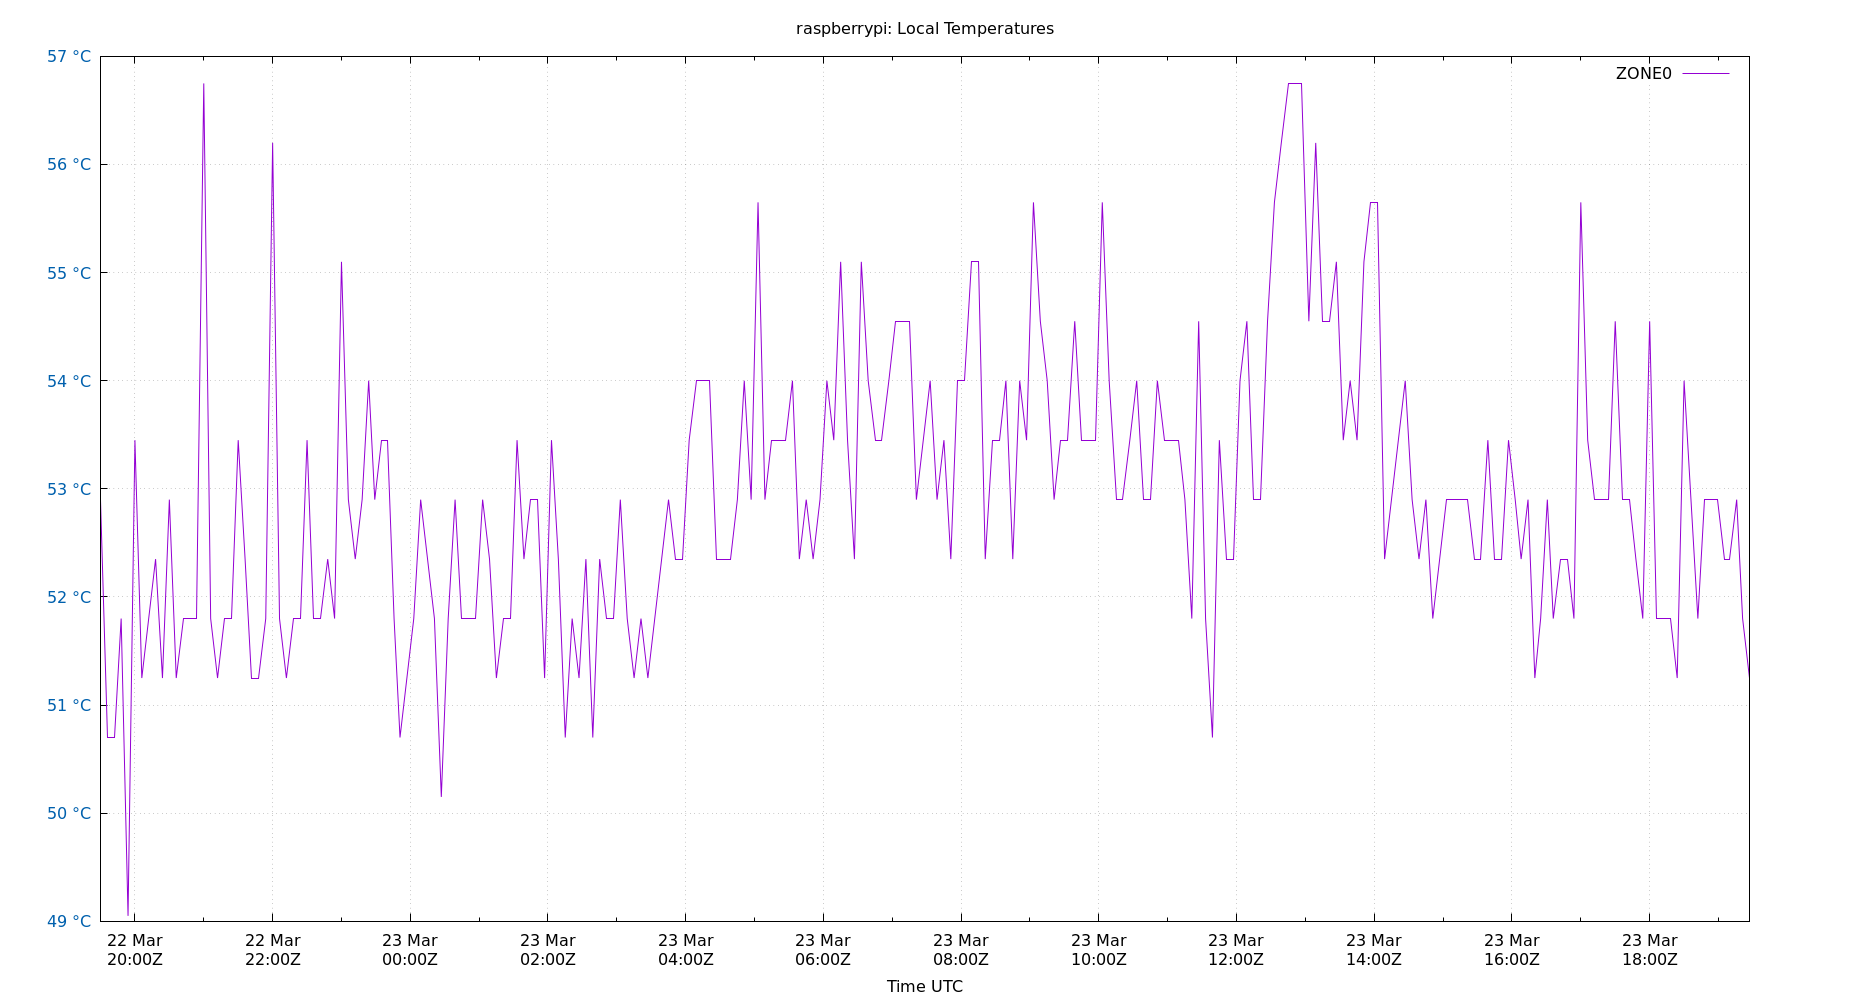 raspberrypi: Local Temperatures
57 °C
ZONE0
56 °C
55 °C
54 °C
53 °C
52 °C
51 °C
50 °C
49 °C
22 Mar 22 Mar 23 Mar 23 Mar 23 Mar 23 Mar 23 Mar 23 Mar 23 Mar 23 Mar 23 Mar 23 Mar
20:00Z 22:00Z 00:00Z 02:00Z 04:00Z 06:00Z 08:00Z 10:00Z 12:00Z 14:00Z 16:00Z 18:00Z
Time UTC